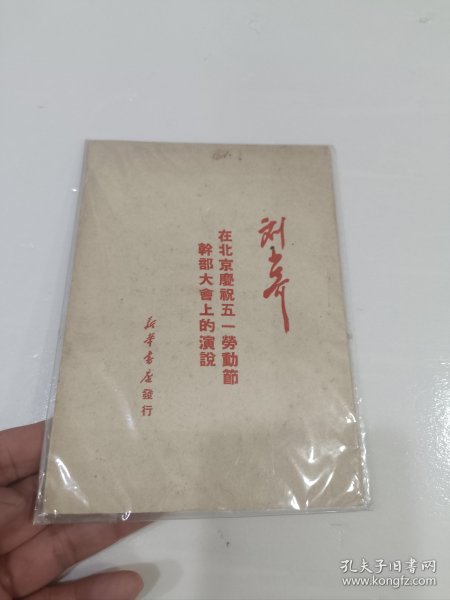 刘少奇
在北京慶祝五一勞動節
幹部大會上的演說
新華書店發行
孔夫子旧书网
www.kongfz.com